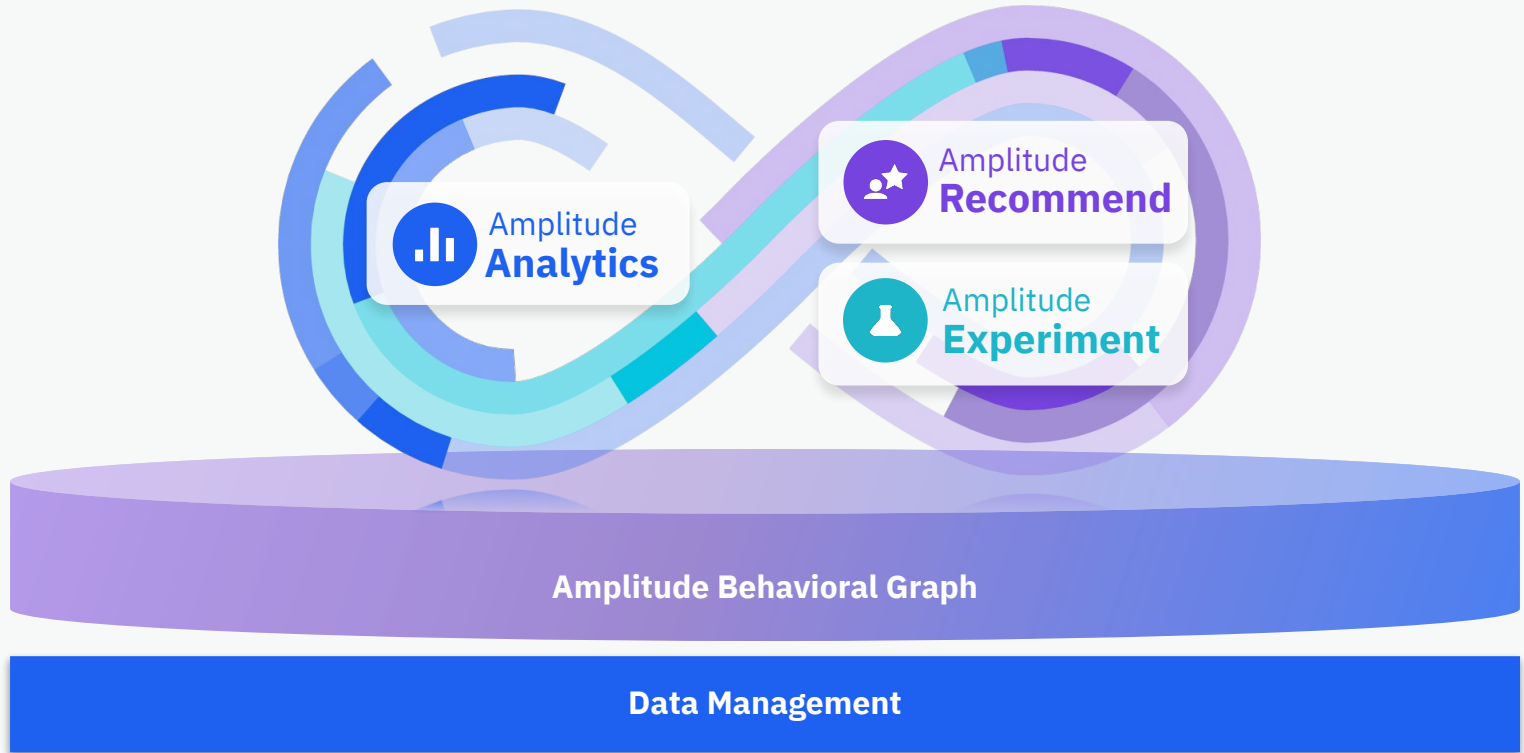 Amplitude
Analytics
Amplitude
Recommend
Amplitude
Experiment
Amplitude Behavioral Graph
Data Management